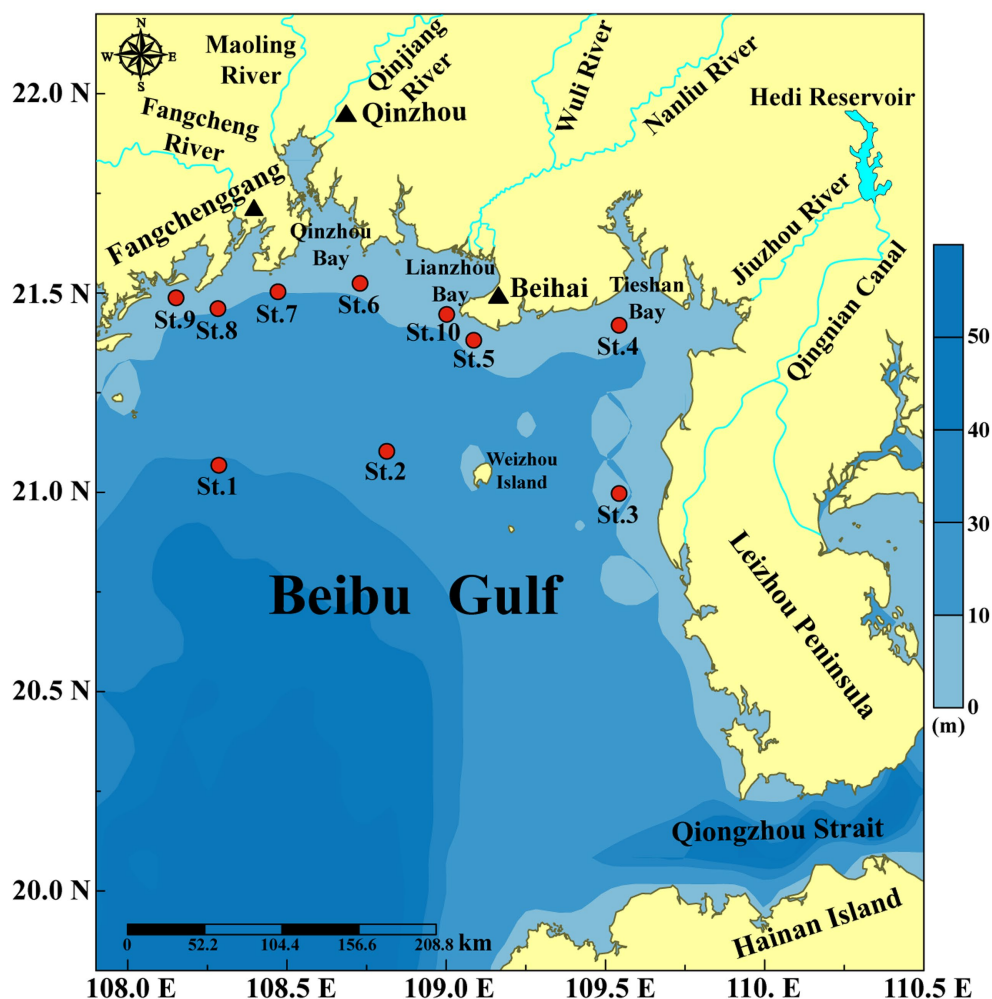 N
W E
S
Maoling
River
Qinjiang
River
Wuli River
Nanliu River
22.0 N
Fangcheng
River
Qinzhou
Hedi Reservoir
Fangchenggang
Qinzhou
Bay
Lianzhou
Bay
Beihai
Tieshan
Bay
Jiuzhou River
Qingnian Canal
21.5 N
St.9
St.8
St.7
St.6
St.10
St.5
St.4
50
40
30
10
0
(m)
21.0 N
St.1
St.2
Weizhou
Island
St.3
Beibu Gulf
Leizhou Peninsula
20.5 N
Qiongzhou Strait
20.0 N
Hainan Island
0 52.2 104.4 156.6 208.8 km
108.0 E 108.5 E 109.0 E 109.5 E 110. E 110.5 E